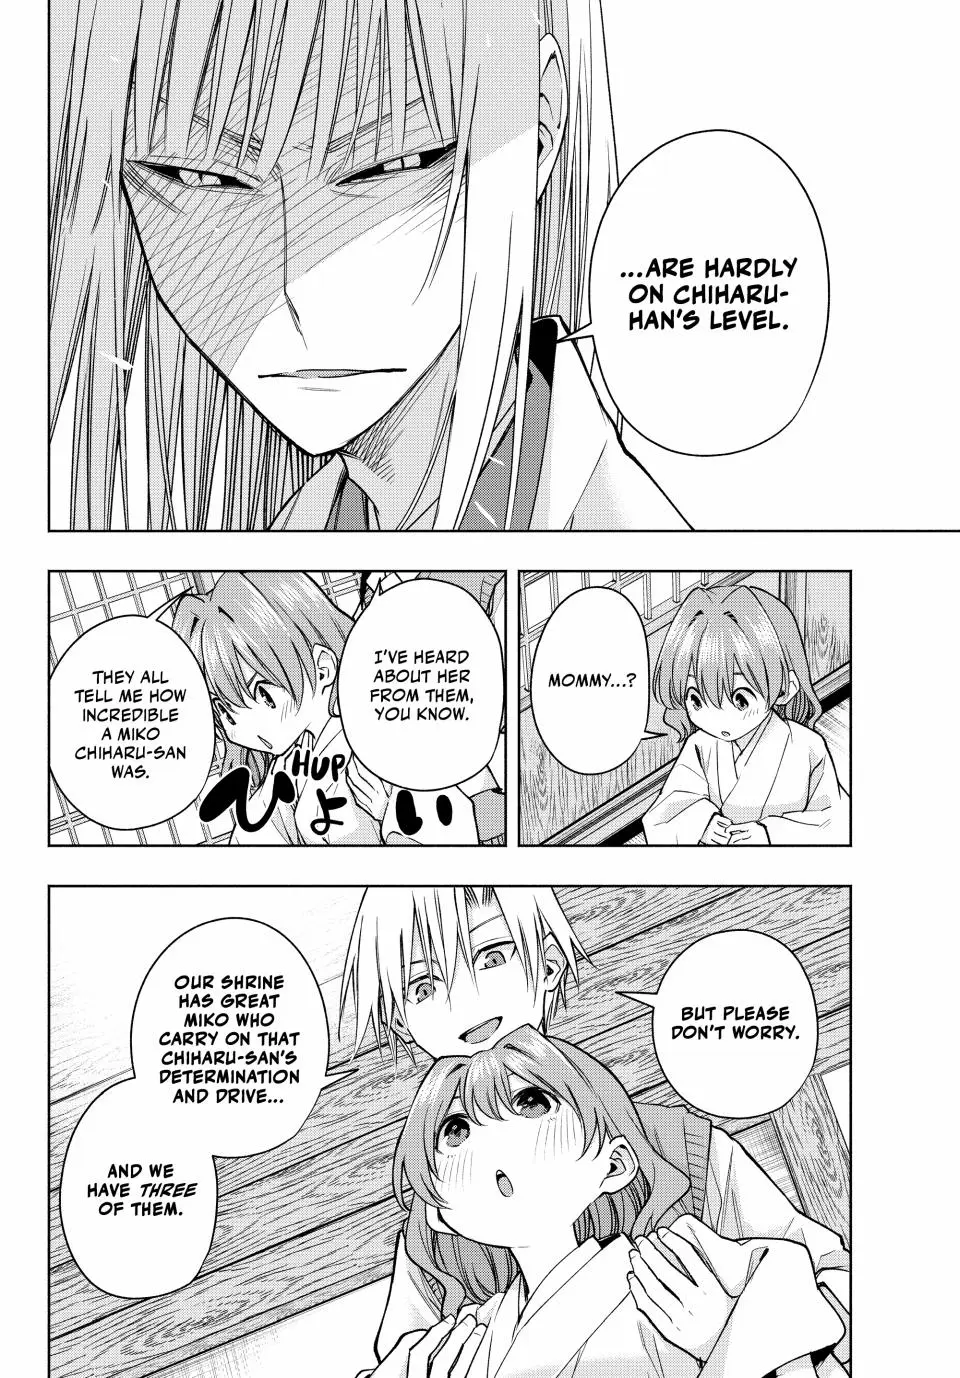 ...ARE HARDLY
ON CHIHARU-
HAN'S LEVEL.
MOMMY...?
I'VE HEARD
ABOUT HER
FROM THEM,
YOU KNOW.
HUP
ひょい
THEY ALL
TELL ME HOW
INCREDIBLE
A MIKO
CHIHARU-SAN
WAS.
BUT PLEASE
DON'T WORRY.
OUR SHRINE
HAS GREAT
MIKO WHO
CARRY ON THAT
CHIHARU-SAN'S
DETERMINATION
AND DRIVE...
AND WE
HAVE THREE
OF THEM.